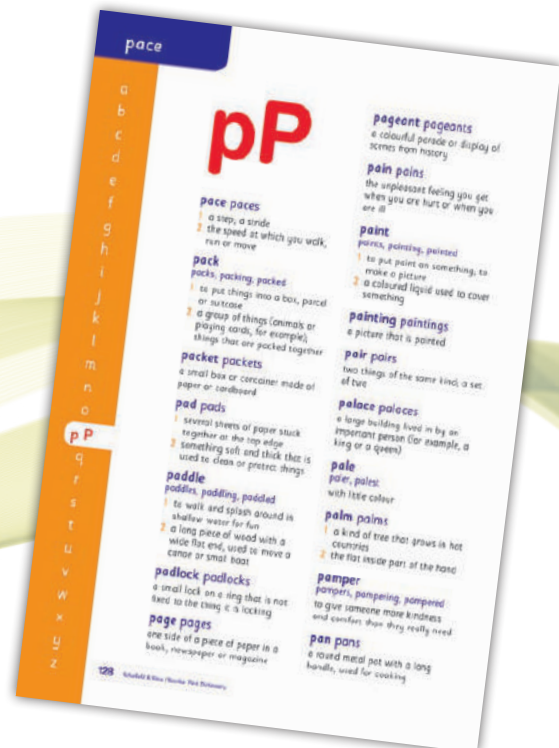 pace
a
b
c
d
e
f
g
h
i
j
k
l
m
n
o
p P
q
r
s
t
u
v
w
x
y
z
pP
pace paces
1 a step, a stride
2 the speed at which you walk,
run or move
pack
packs, packing, packed
1 to put things into a box, parcel
or suitcase
2 a group of things (animals or
playing cards, for example);
things that are packed together
packet packets
a small box or container made of
paper or cardboard
pad pads
1 several sheets of paper stuck
together at the top edge
2 something soft and thick that is
used to clean or protect things
paddle
paddles, paddling, paddled
1 to walk and splash around in
shallow water for fun
2 a long piece of wood with a
wide flat end, used to move a
canoe or small boat
padlock padlocks
a small lock on a ring that is not
fixed to the thing it is locking
page pages
one side of a piece of paper in a
book, newspaper or magazine
pageant pageants
a colourful parade or display of
scenes from history
pain pains
the unpleasant feeling you get
when you are hurt or when you
are ill
paint
paints, painting, painted
1 to put paint on something, to
make a picture
2 a coloured liquid used to cover
something
painting paintings
a picture that is painted
pair pairs
two things of the same kind; a set
of two
palace palaces
a large building lived in by an
important person (for example, a
king or a queen)
pale
paler, palest
with little colour
palm palms
1 a kind of tree that grows in hot
countries
2 the flat inside part of the hand
pamper
pampers, pampering, pampered
to give someone more kindness
and comfort than they really need
pan pans
a round metal pot with a long
handle, used for cooking
128 Schofield & Sims Dictionary